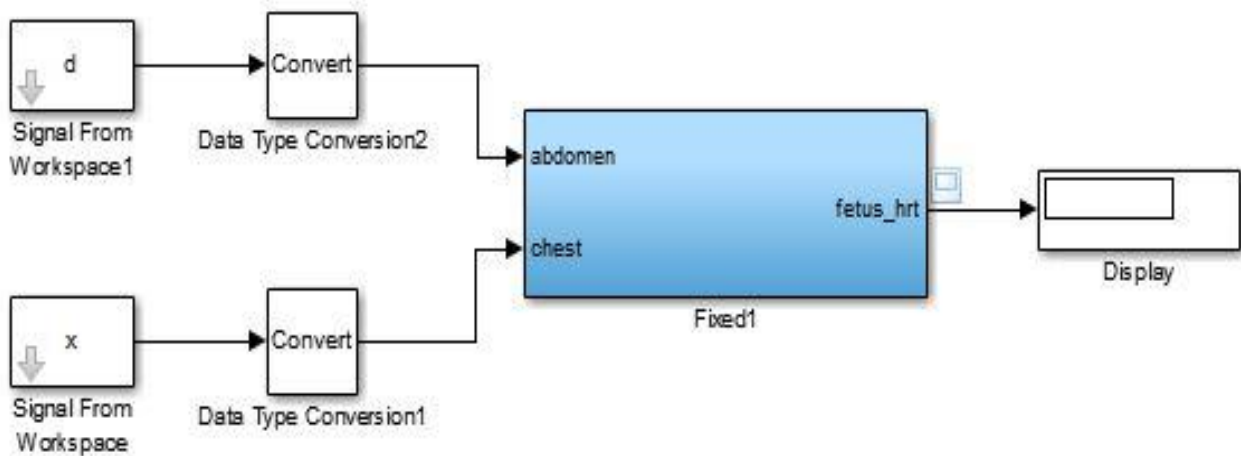 d
Signal From
Workspace1
Convert
Data Type Conversion2
abdomen
chest
fetus_hrt
Fixed1
Display
x
Signal From
Workspace
Convert
Data Type Conversion1